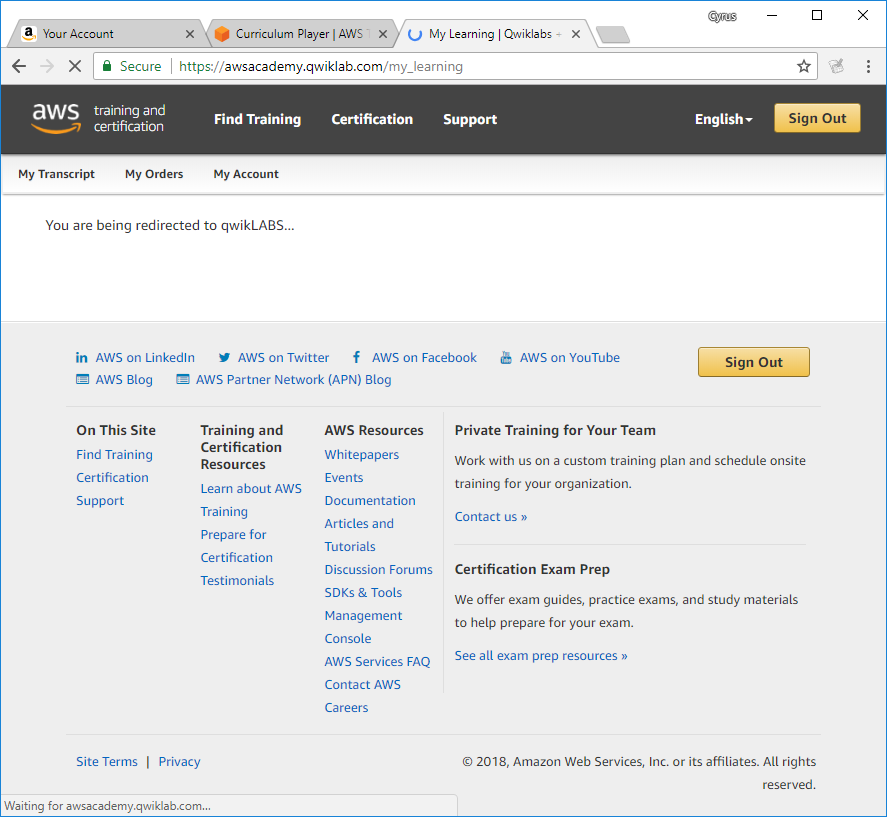 Cyrus
Your Account
Curriculum Player | AWS T
My Learning | Qwiklabs +
Secure
https://awsacademy.qwiklab.com/my_learning
aws training and certification
Find Training
Certification
Support
English
Sign Out
My Transcript
My Orders
My Account
You are being redirected to qwikLABS...
AWS on LinkedIn
AWS on Twitter
AWS on Facebook
AWS on YouTube
Sign Out
AWS Blog
AWS Partner Network (APN) Blog
On This Site
Find Training
Certification
Support
Training and
Certification
Resources
Learn about AWS
Training
Prepare for
Certification
Testimonials
AWS Resources
Whitepapers
Events
Documentation
Articles and
Tutorials
Discussion Forums
SDKs & Tools
Management
Console
AWS Services FAQ
Contact AWS
Careers
Private Training for Your Team
Work with us on a custom training plan and schedule onsite
training for your organization.
Contact us »
Certification Exam Prep
We offer exam guides, practice exams, and study materials
to help prepare for your exam.
See all exam prep resources »
Site Terms | Privacy
© 2018, Amazon Web Services, Inc. or its affiliates. All rights
reserved.
Waiting for awsacademy.qwiklab.com...